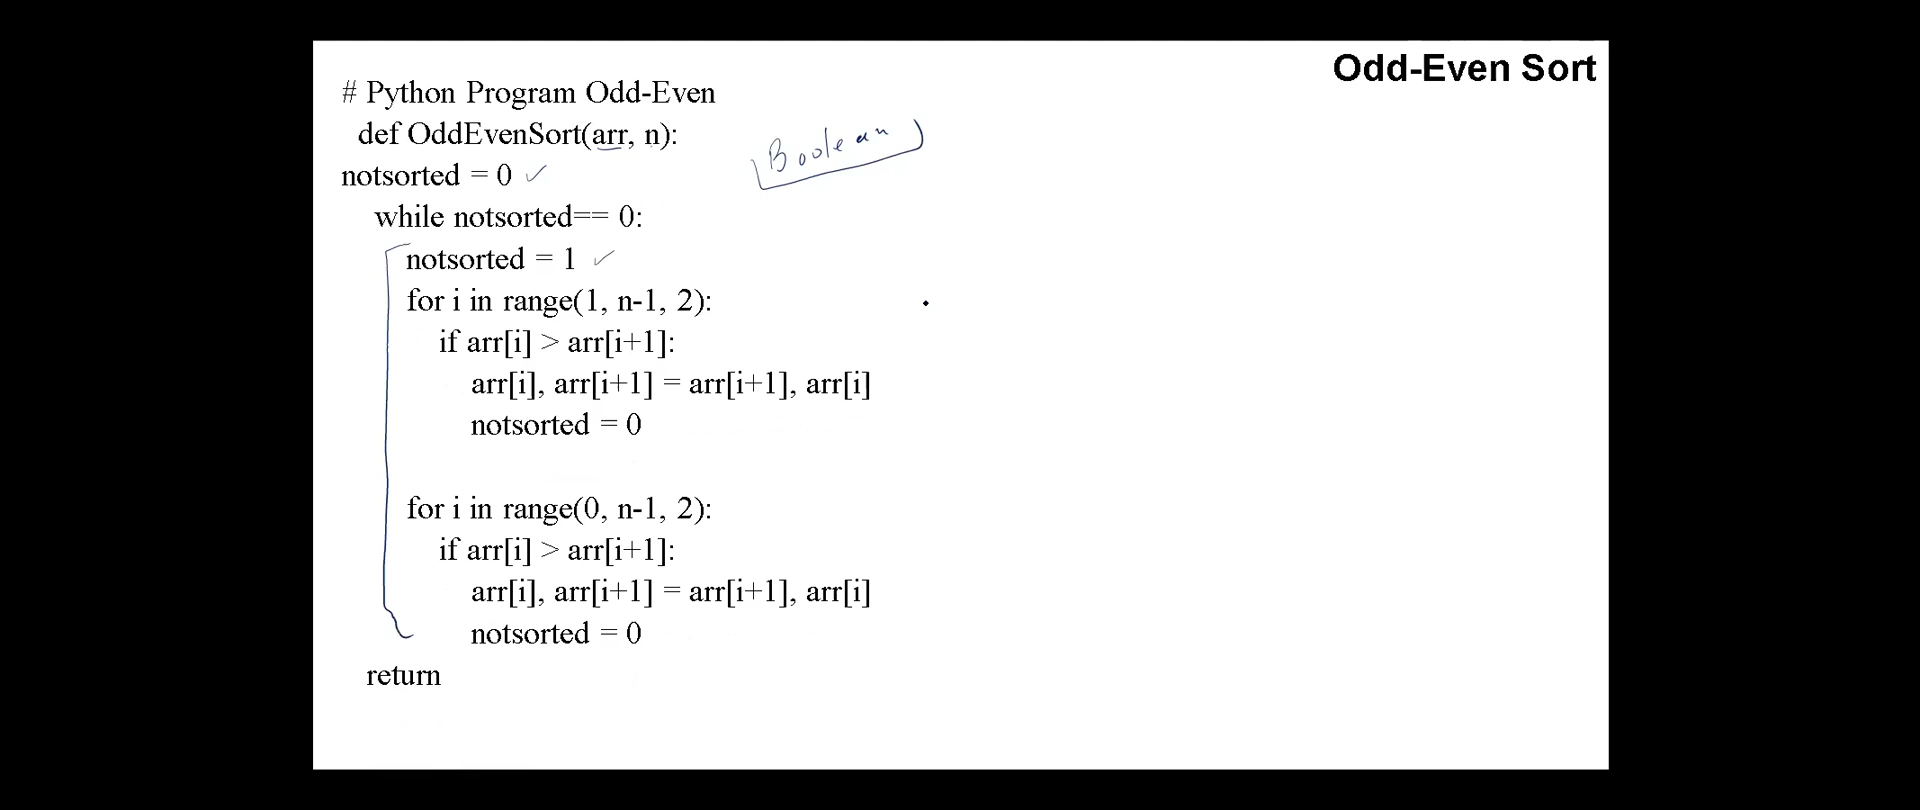 Odd-Even Sort
# Python Program Odd-Even
def OddEvenSort(arr, n):
Boolean
notsorted = 0
while notsorted== 0:
notsorted = 1
for i in range(1, n-1, 2):
if arr[i] > arr[i+1]:
arr[i], arr[i+1] = arr[i+1], arr[i]
notsorted = 0
for i in range(0, n-1, 2):
if arr[i] > arr[i+1]:
arr[i], arr[i+1] = arr[i+1], arr[i]
notsorted = 0
return